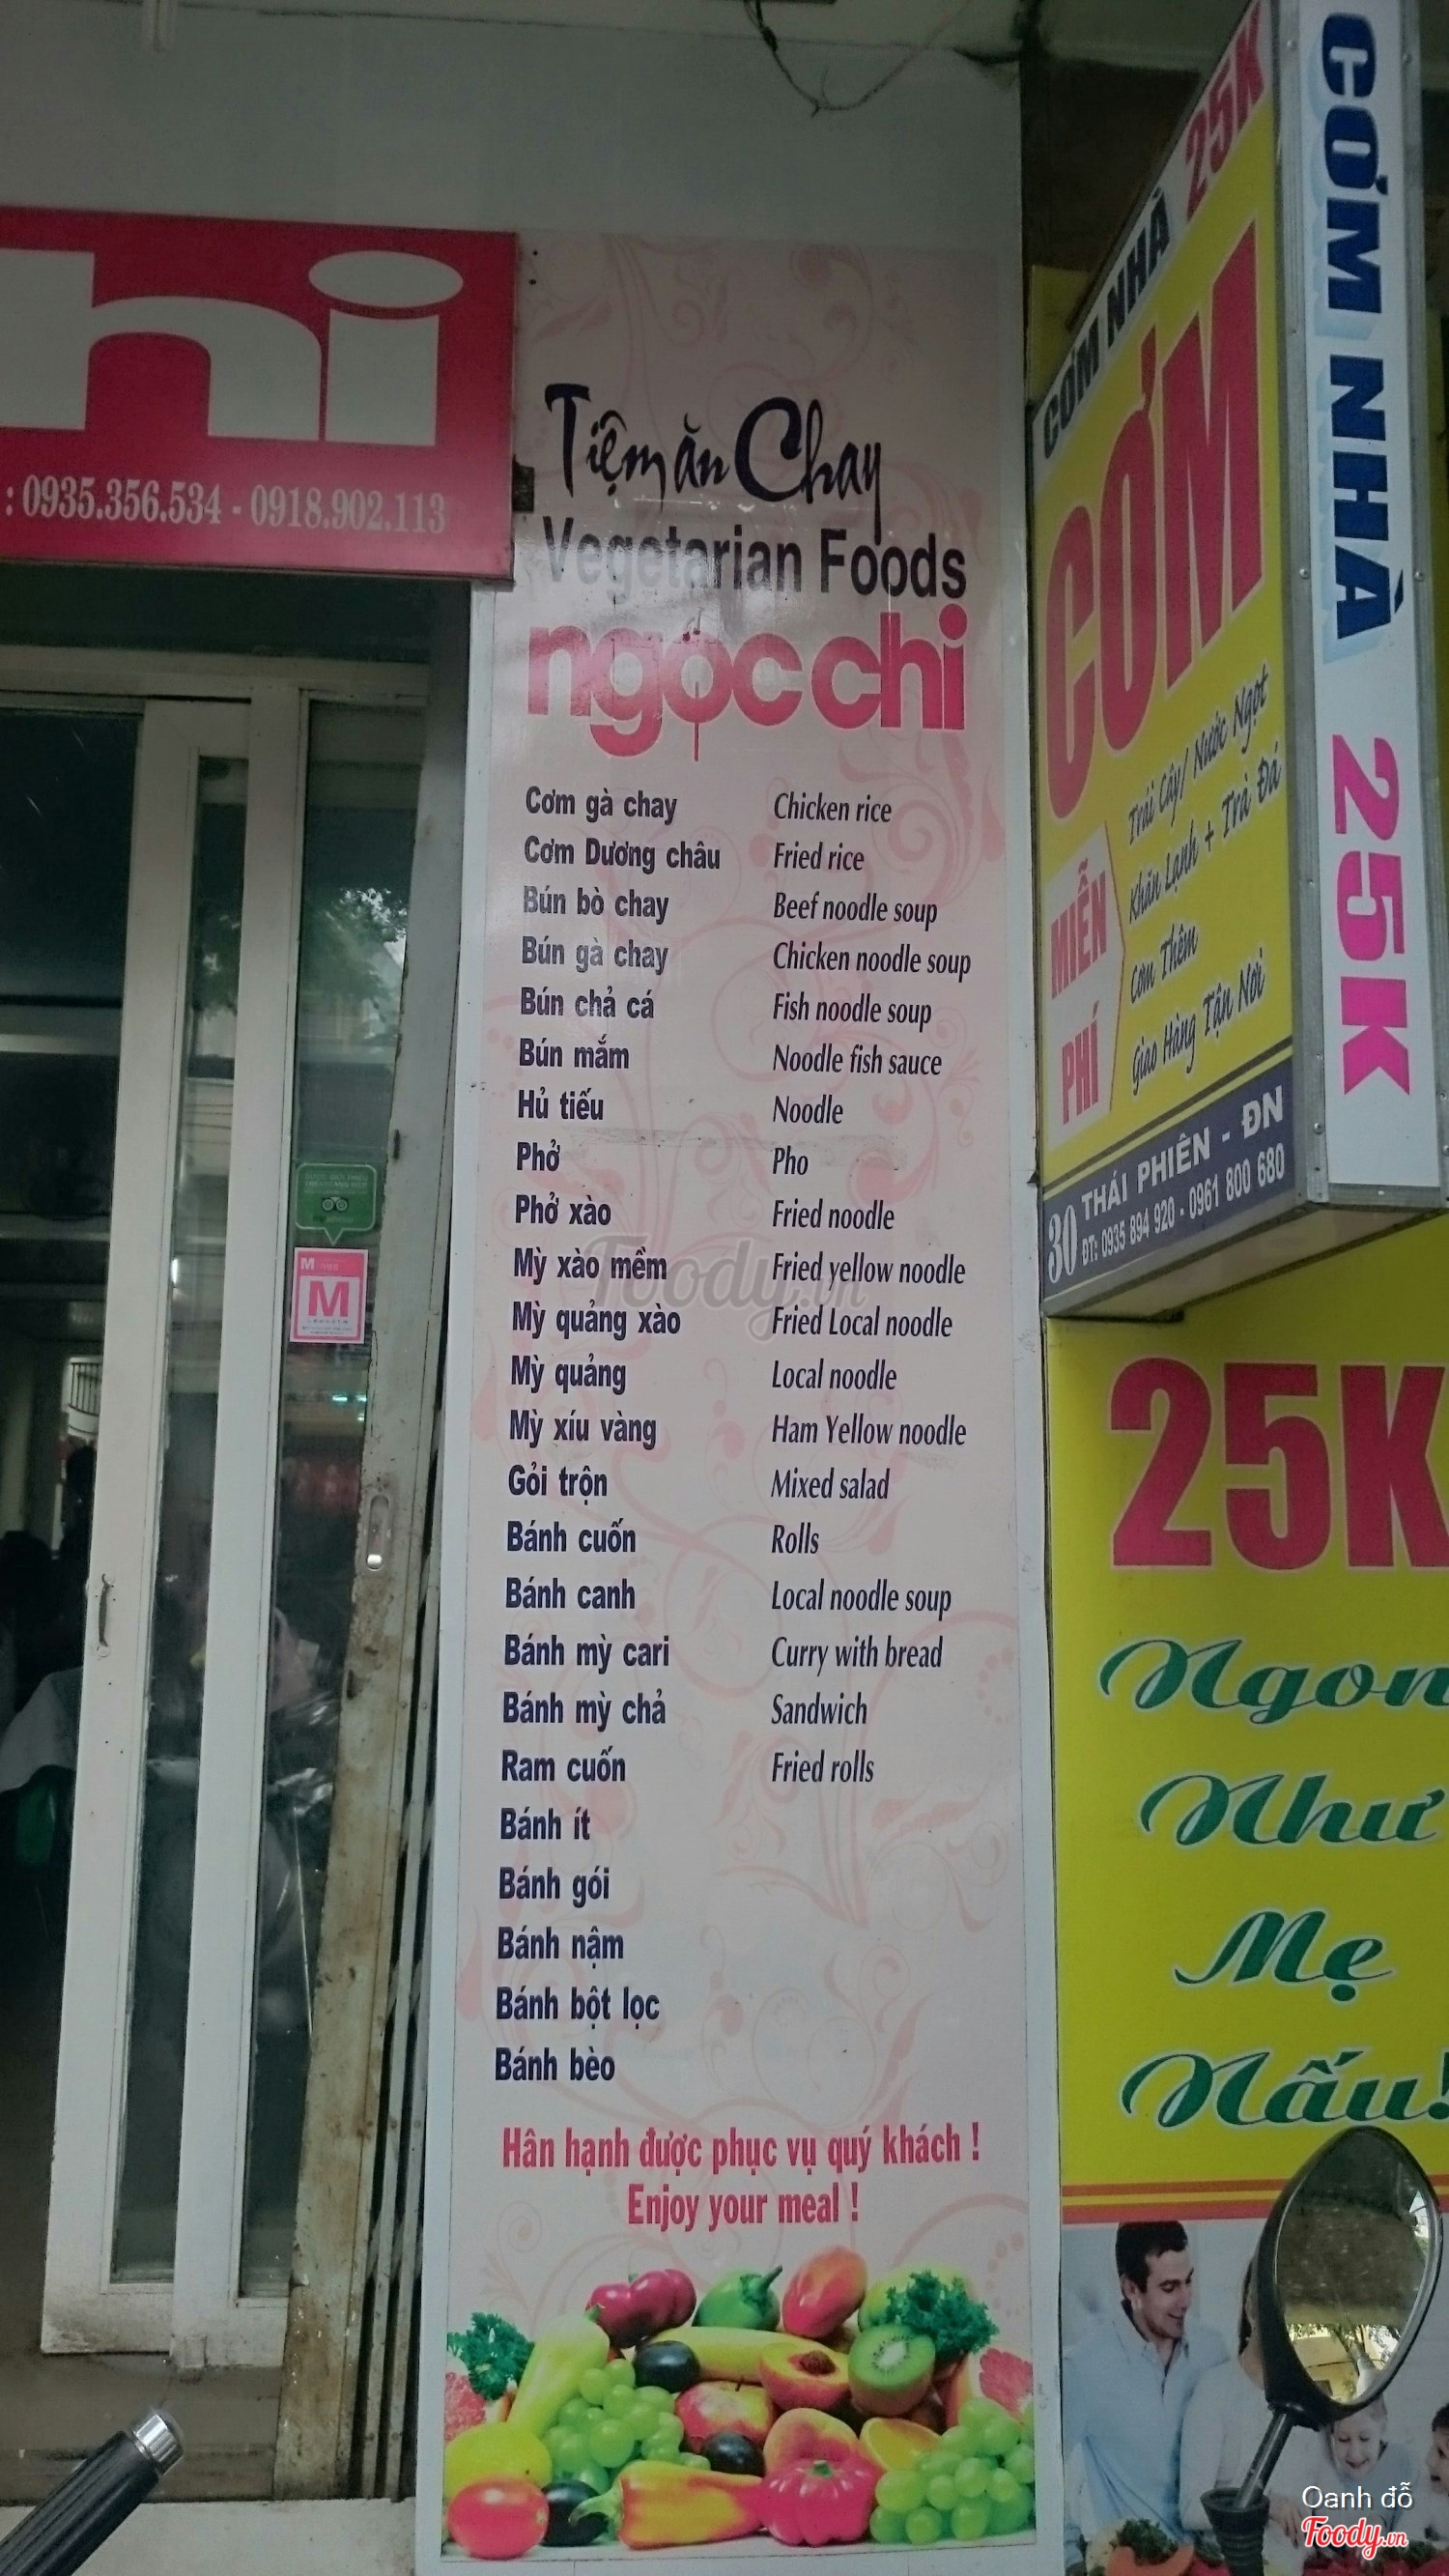 hi
: 0935.356.534 - 0918.902.113
Tiệm ăn Chay
Vegetarian Foods
ngọc chi
Cơm gà chay Chicken rice
Cơm Dương châu Fried rice
Bún bò chay Beef noodle soup
Bún gà chay Chicken noodle soup
Bún chả cá Fish noodle soup
Bún mắm Noodle fish sauce
Hủ tiếu Noodle
Phở Pho
Phở xào Fried noodle
Mỳ xào mềm Fried yellow noodle
Mỳ quảng xào Fried Local noodle
Mỳ quảng Local noodle
Mỳ xíu vàng Ham Yellow noodle
Gỏi trộn Mixed salad
Bánh cuốn Rolls
Bánh canh Local noodle soup
Bánh mỳ cari Curry with bread
Bánh mỳ chả Sandwich
Ram cuốn Fried rolls
Bánh ít
Bánh gói
Bánh nậm
Bánh bột lọc
Bánh bèo
Hân hạnh được phục vụ quý khách !
Enjoy your meal !
M
M
CƠM NHÀ 25K
CƠM
MIỄN PHÍ
Trái Cây/ Nước Ngọt
Khăn Lạnh + Trà Đá
Cơm Thêm
Giao Hàng Tận Nơi
30 THÁI PHIÊN - ĐN
ĐT: 0935 894 920 - 0961 800 680
CƠM NHÀ 25K
25K
Ngon
Như
Mẹ
Nấu!
Foody.vn
Oanh đỗ
Foody.vn